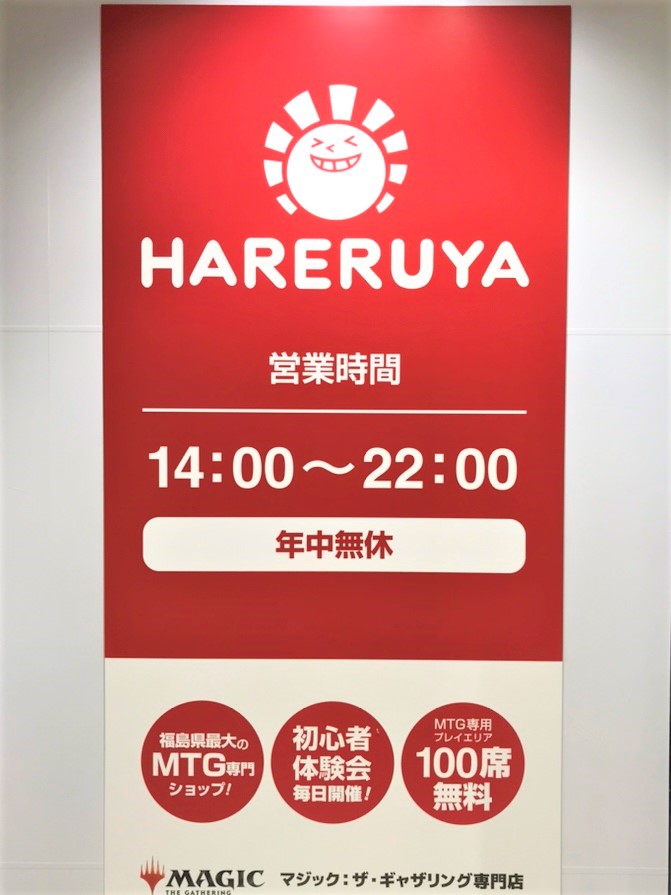 HARERUYA
営業時間
14:00～22:00
年中無休
福島県最大の
MTG専門
ショップ!
初心者
体験会
毎日開催!
MTG専用
プレイエリア
100席
無料
MAGIC
THE GATHERING
マジック:ザ・ギャザリング専門店